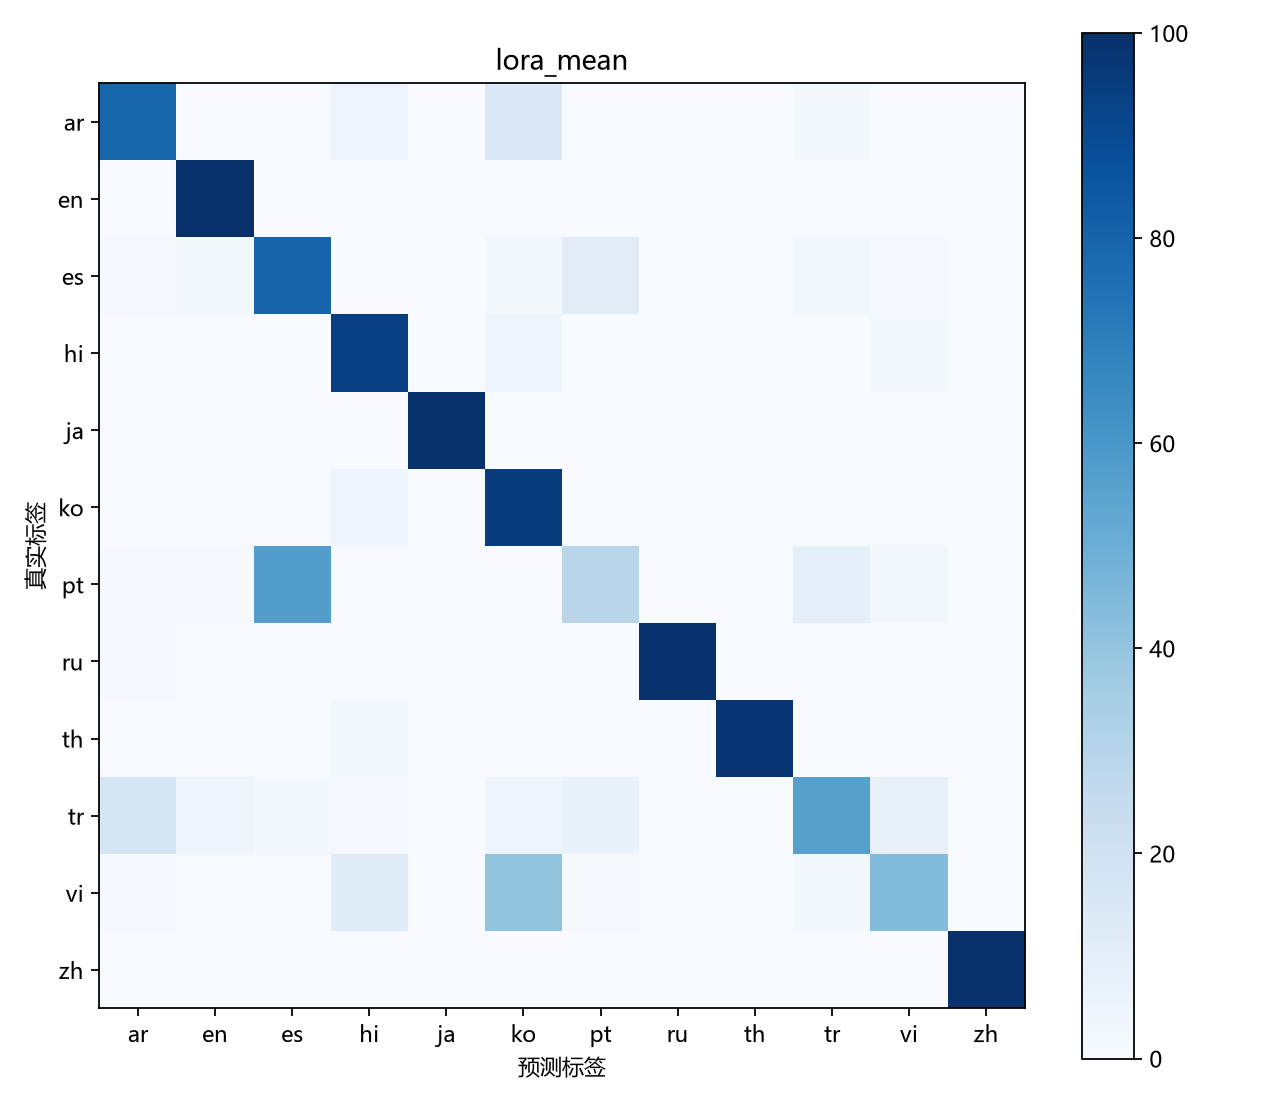 lora_mean
真实标签
ar
en
es
hi
ja
ko
pt
ru
th
tr
vi
zh
ar en es hi ja ko pt ru th tr vi zh
预测标签
100
80
60
40
20
0